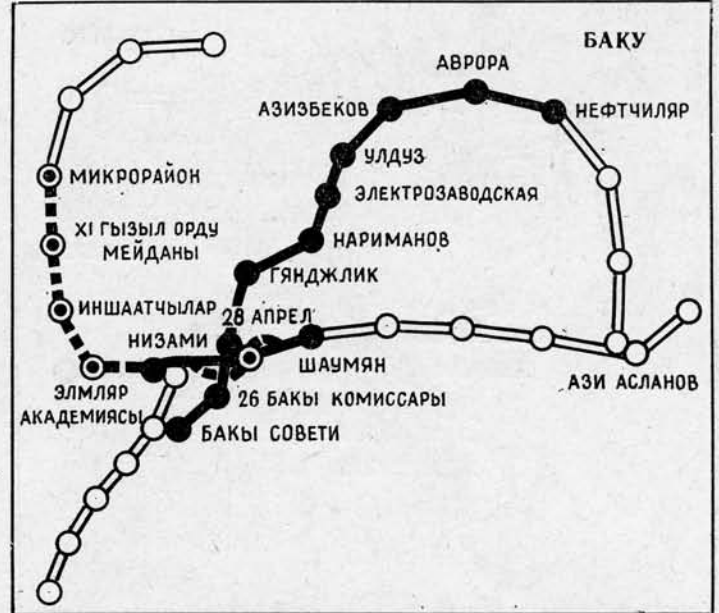 БАКУ
АВРОРА
АЗИЗБЕКОВ
НЕФТЧИЛЯР
УЛДУЗ
МИКРОРАЙОН
ЭЛЕКТРОЗАВОДСКАЯ
XI ГЫЗЫЛ ОРДУ
МЕЙДАНЫ
НАРИМАНОВ
ГЯНДЖЛИК
ИНШААТЧЫЛАР
28 АПРЕЛ
НИЗАМИ
ШАУМЯН
ЭЛМЛЯР
АКАДЕМИЯСЫ
АЗИ АСЛАНОВ
26 БАКЫ КОМИССАРЫ
БАКЫ СОВЕТИ